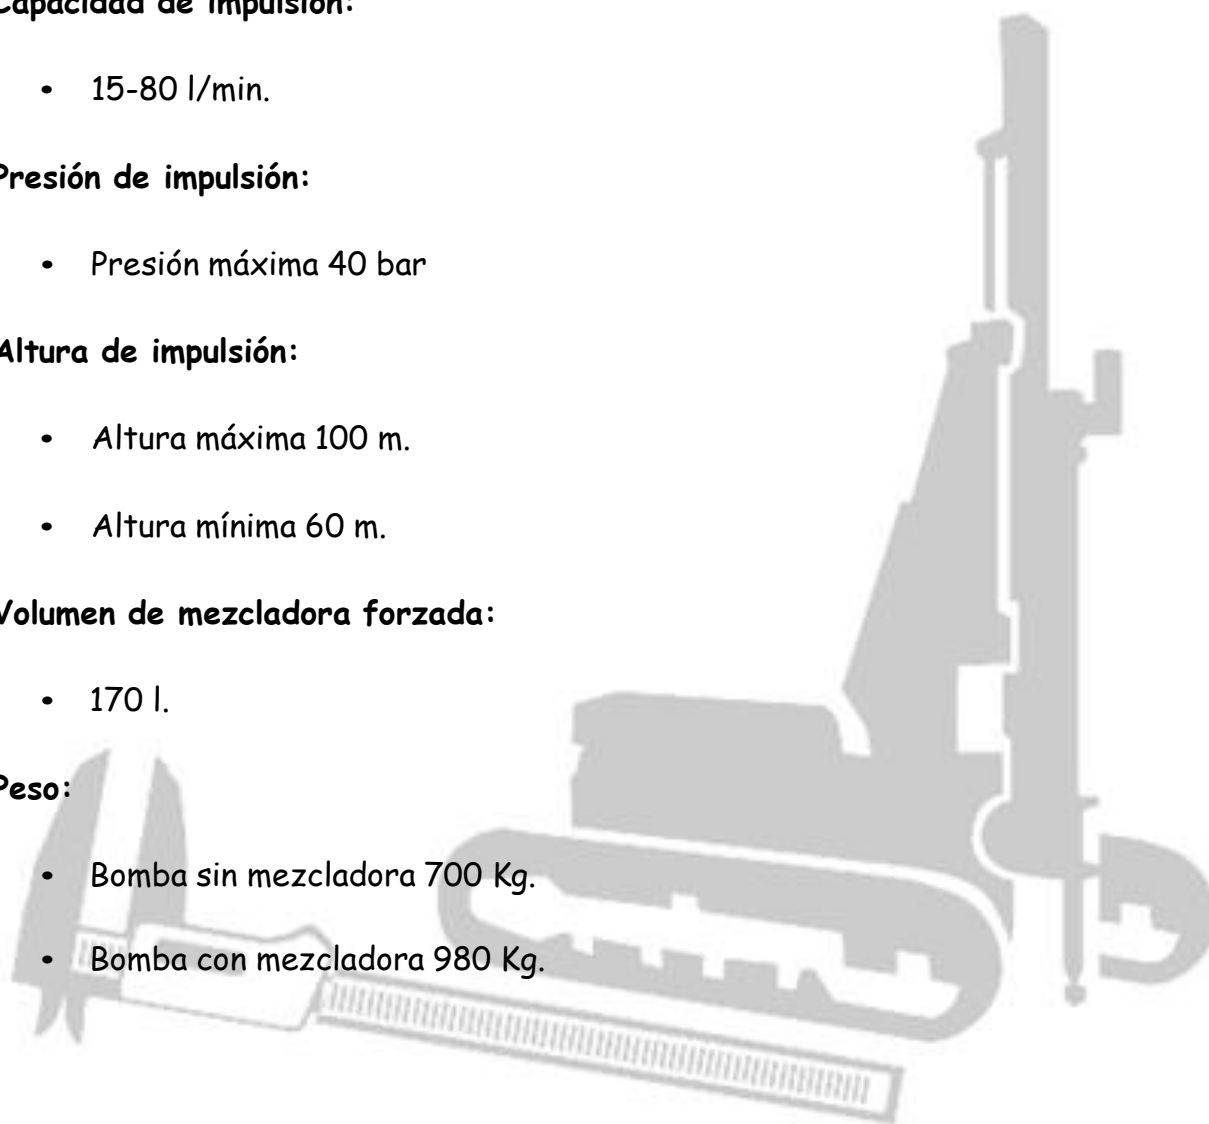 Capacidad de impulsión:
• 15-80 l/min.
Presión de impulsión:
• Presión máxima 40 bar
Altura de impulsión:
• Altura máxima 100 m.
• Altura mínima 60 m.
Volumen de mezcladora forzada:
• 170 l.
Peso:
• Bomba sin mezcladora 700 Kg.
• Bomba con mezcladora 980 Kg.